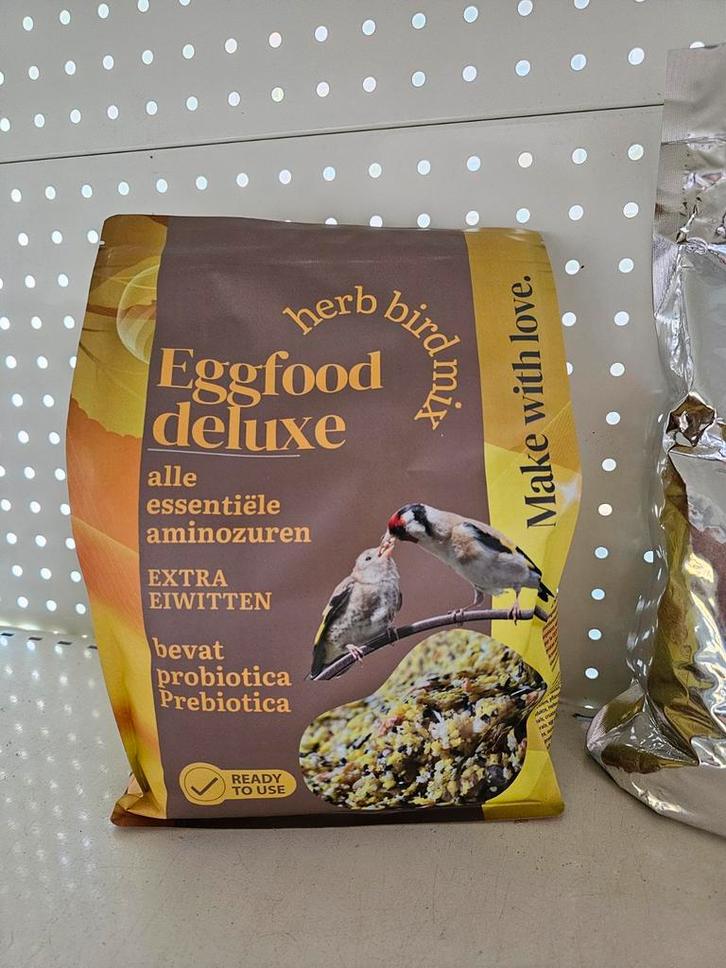 herb bird mix
Eggfood
deluxe
alle
essentiële
aminozuren
EXTRA
EIWITTEN
bevat
probiotica
Prebiotica
READY
TO USE
Make with love.